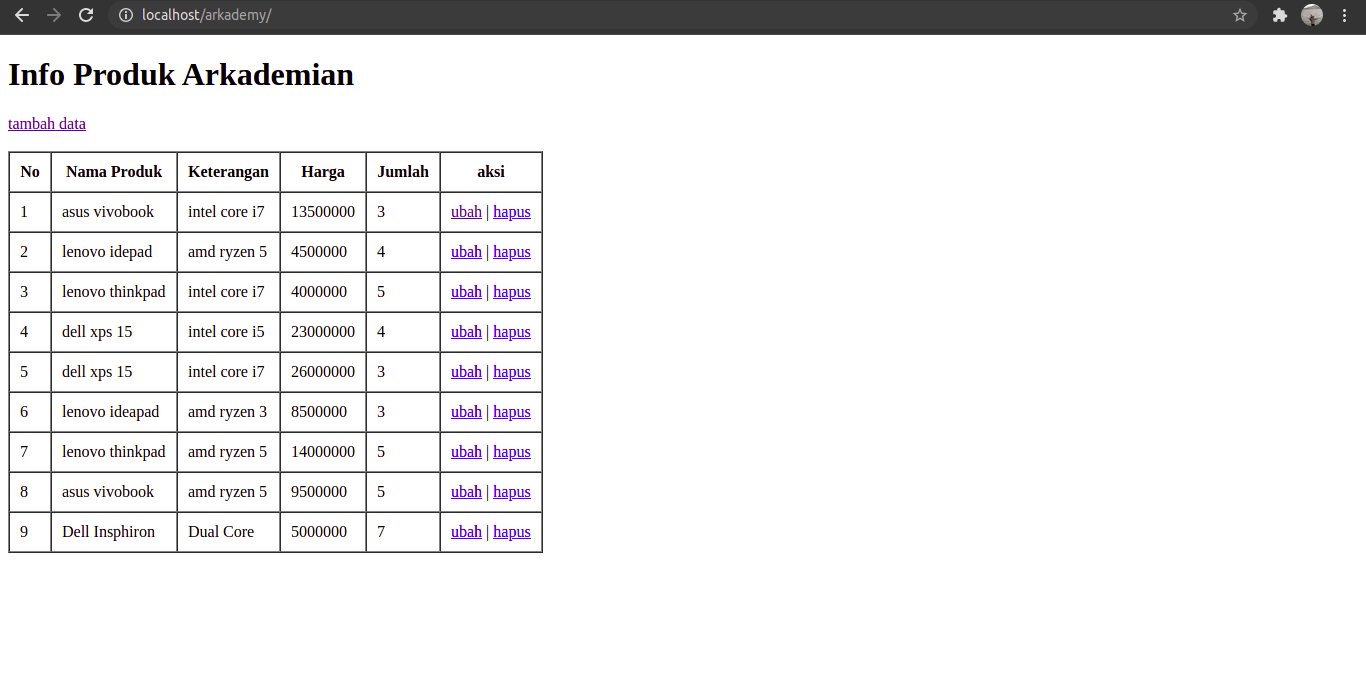 localhost/arkademy/
Info Produk Arkademian
tambah data
No Nama Produk Keterangan Harga Jumlah aksi
1 asus vivobook intel core i7 13500000 3 ubah | hapus
2 lenovo idepad amd ryzen 5 4500000 4 ubah | hapus
3 lenovo thinkpad intel core i7 4000000 5 ubah | hapus
4 dell xps 15 intel core i5 23000000 4 ubah | hapus
5 dell xps 15 intel core i7 26000000 3 ubah | hapus
6 lenovo ideapad amd ryzen 3 8500000 3 ubah | hapus
7 lenovo thinkpad amd ryzen 5 14000000 5 ubah | hapus
8 asus vivobook amd ryzen 5 9500000 5 ubah | hapus
9 Dell Insphiron Dual Core 5000000 7 ubah | hapus